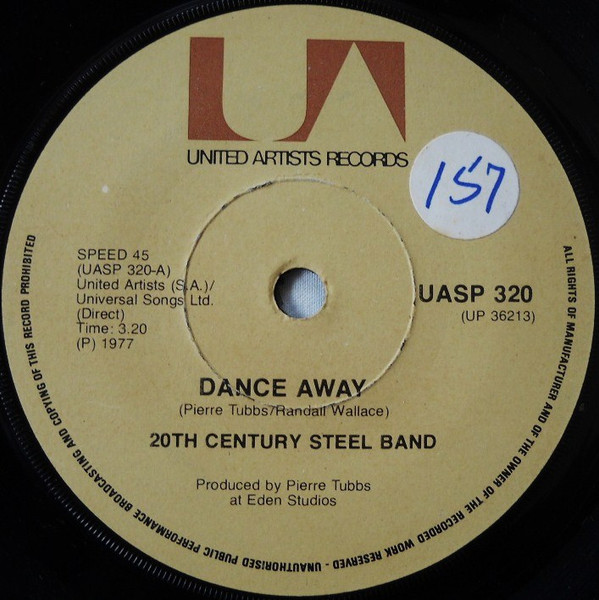 UA
UNITED ARTISTS RECORDS
157
SPEED 45
(UASP 320-A)
United Artists (S.A.)/
Universal Songs Ltd.
(Direct)
Time: 3.20
(P) 1977
UASP 320
(UP 36213)
DANCE AWAY
(Pierre Tubbs/Randall Wallace)
20TH CENTURY STEEL BAND
Produced by Pierre Tubbs
at Eden Studios
ALL RIGHTS OF MANUFACTURER AND OF THE OWNER OF THE RECORDED WORK RESERVED - UNAUTHORISED PUBLIC PERFORMANCE BROADCASTING AND COPYING OF THIS RECORD PROHIBITED